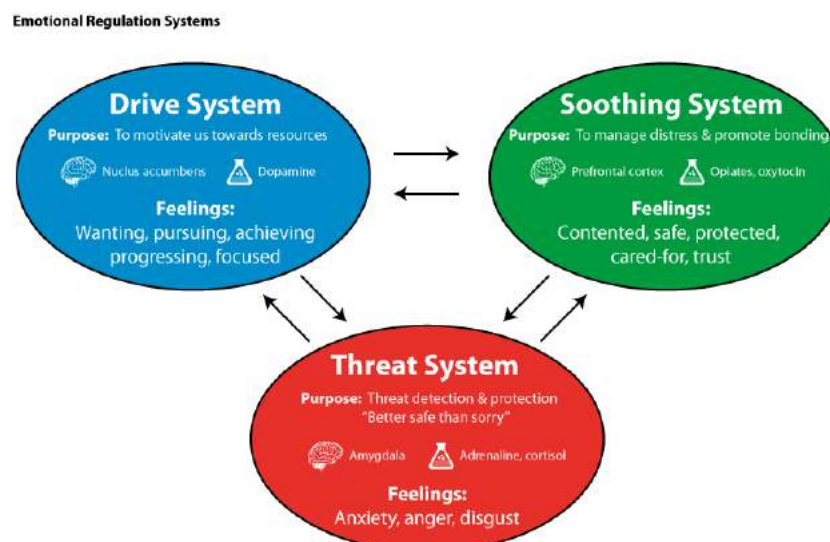 Emotional Regulation Systems
Drive System
Purpose: To motivate us towards resources
Nuclus accumbens
Dopamine
Feelings:
Wanting, pursuing, achieving
progressing, focused
Soothing System
Purpose: To manage distress & promote bonding
Prefrontal cortex
Opiates, oxytocin
Feelings:
Contented, safe, protected,
cared-for, trust
Threat System
Purpose: Threat detection & protection
“Better safe than sorry”
Amygdala
Adrenaline, cortisol
Feelings:
Anxiety, anger, disgust